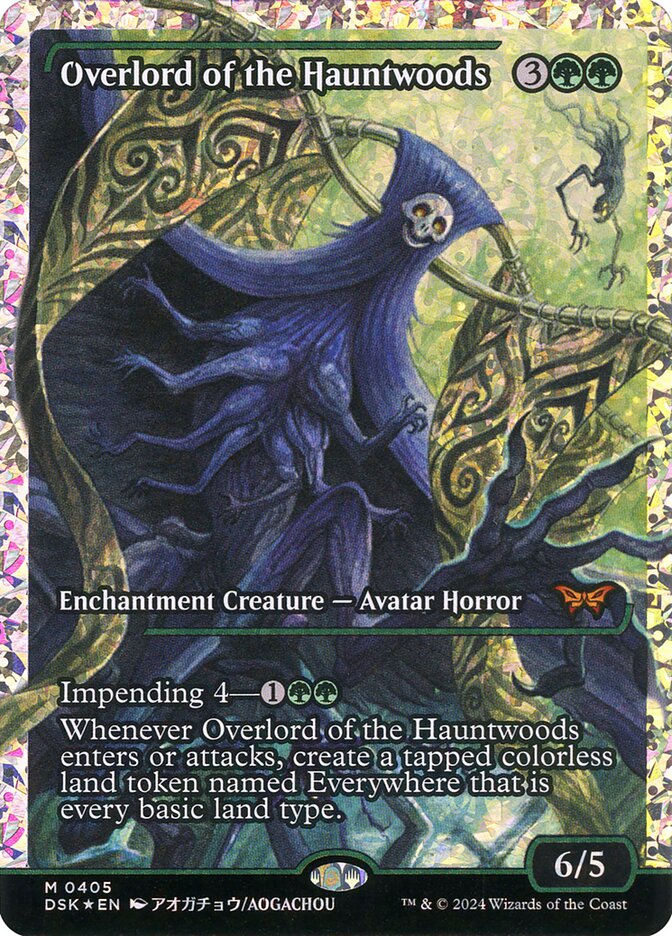 Overlord of the Hauntwoods 3
Enchantment Creature — Avatar Horror
Impending 4—1
Whenever Overlord of the Hauntwoods
enters or attacks, create a tapped colorless
land token named Everywhere that is
every basic land type.
6/5
M 0405
DSK★EN アオガチョウ/AOGACHOU
™ & © 2024 Wizards of the Coast